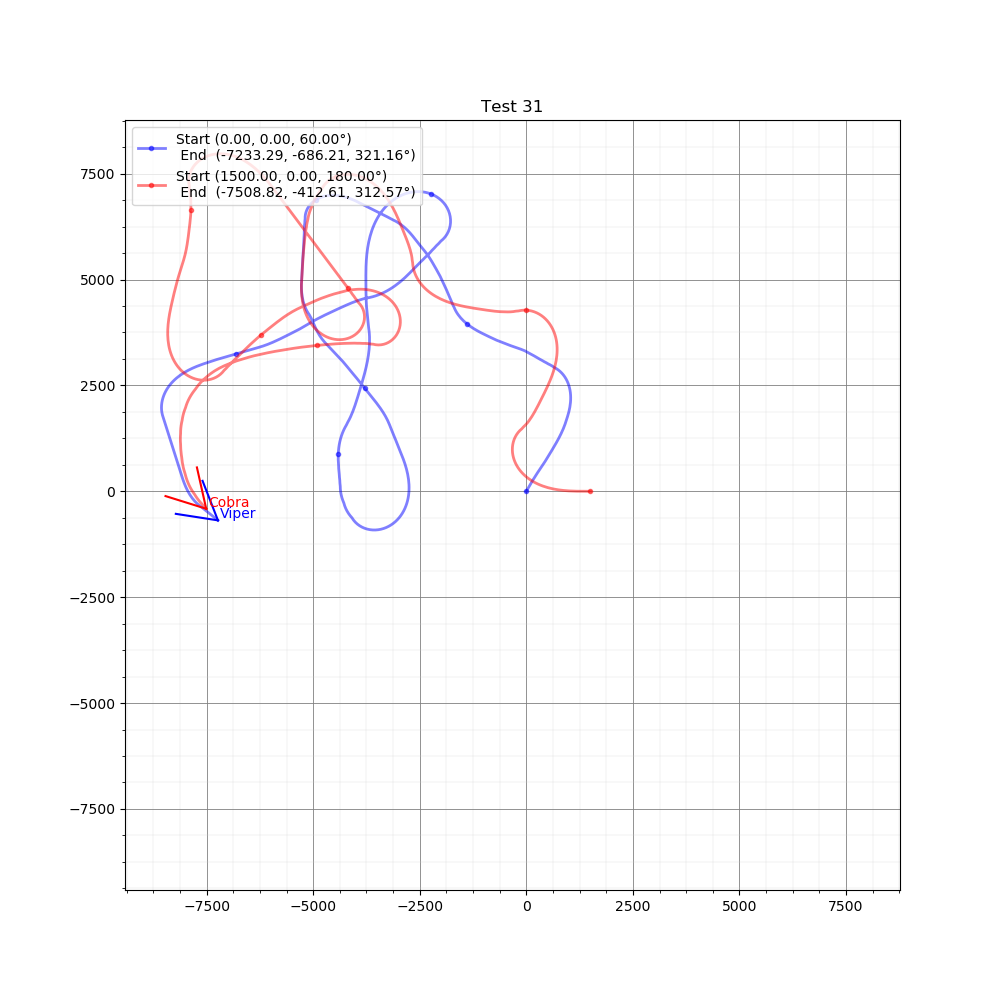 Test 31
Start (0.00, 0.00, 60.00°)
End (-7233.29, -686.21, 321.16°)
Start (1500.00, 0.00, 180.00°)
End (-7508.82, -412.61, 312.57°)
7500
5000
2500
0
−2500
−5000
−7500
Cobra
Viper
−7500 −5000 −2500 0 2500 5000 7500